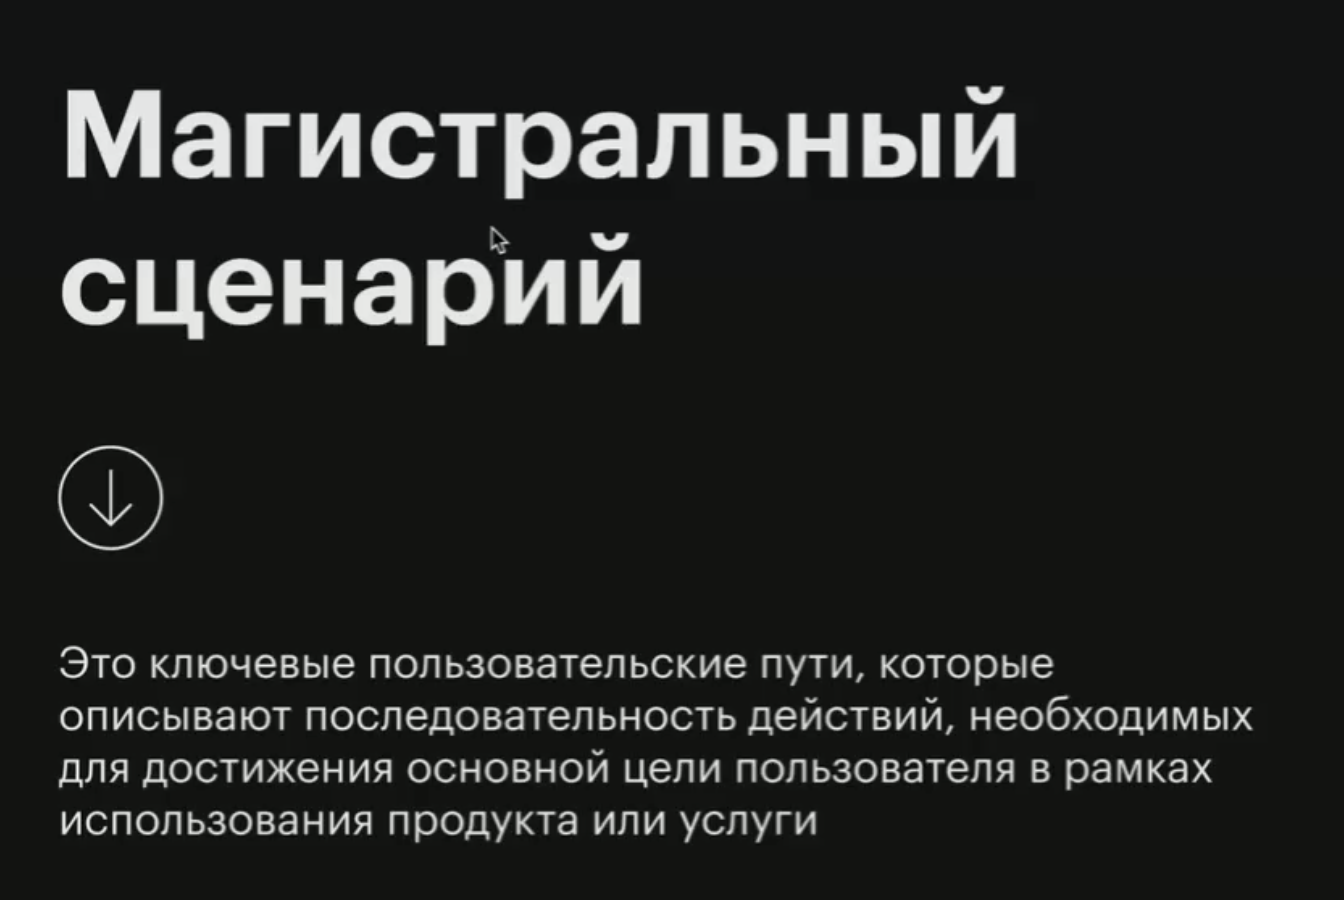 Магистральный
сценарий
Это ключевые пользовательские пути, которые
описывают последовательность действий, необходимых
для достижения основной цели пользователя в рамках
использования продукта или услуги